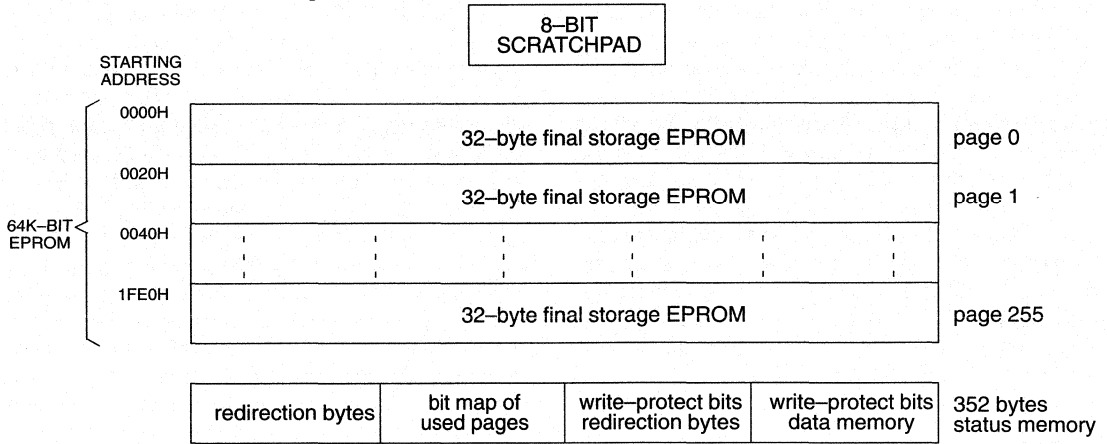 8–BIT
SCRATCHPAD
STARTING
ADDRESS
0000H
32–byte final storage EPROM
page 0
0020H
32–byte final storage EPROM
page 1
64K–BIT
EPROM
0040H
1FE0H
32–byte final storage EPROM
page 255
redirection bytes
bit map of
used pages
write–protect bits
redirection bytes
write–protect bits
data memory
352 bytes
status memory